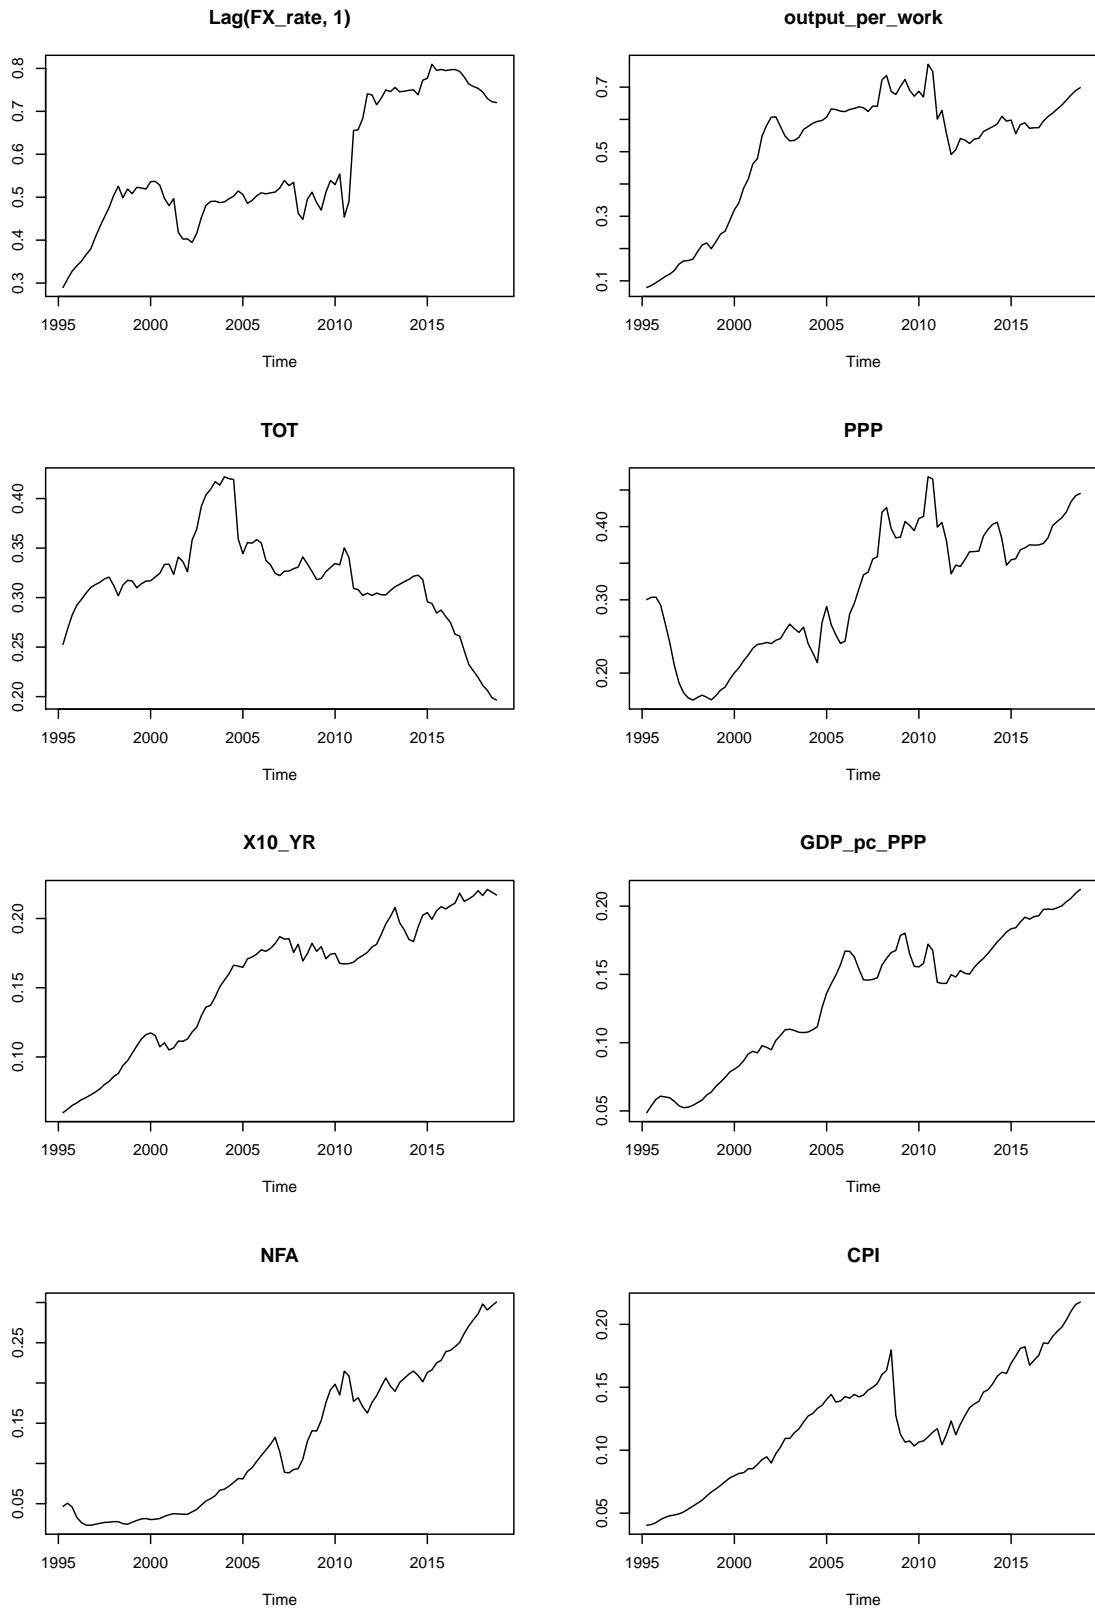 Lag(FX_rate, 1)
0.3 0.4 0.5 0.6 0.7 0.8
1995 2000 2005 2010 2015
Time
output_per_work
0.1 0.3 0.5 0.7
1995 2000 2005 2010 2015
Time
TOT
0.20 0.25 0.30 0.35 0.40
1995 2000 2005 2010 2015
Time
PPP
0.20 0.30 0.40
1995 2000 2005 2010 2015
Time
X10_YR
0.10 0.15 0.20
1995 2000 2005 2010 2015
Time
GDP_pc_PPP
0.05 0.10 0.15 0.20
1995 2000 2005 2010 2015
Time
NFA
0.05 0.15 0.25
1995 2000 2005 2010 2015
Time
CPI
0.05 0.10 0.15 0.20
1995 2000 2005 2010 2015
Time